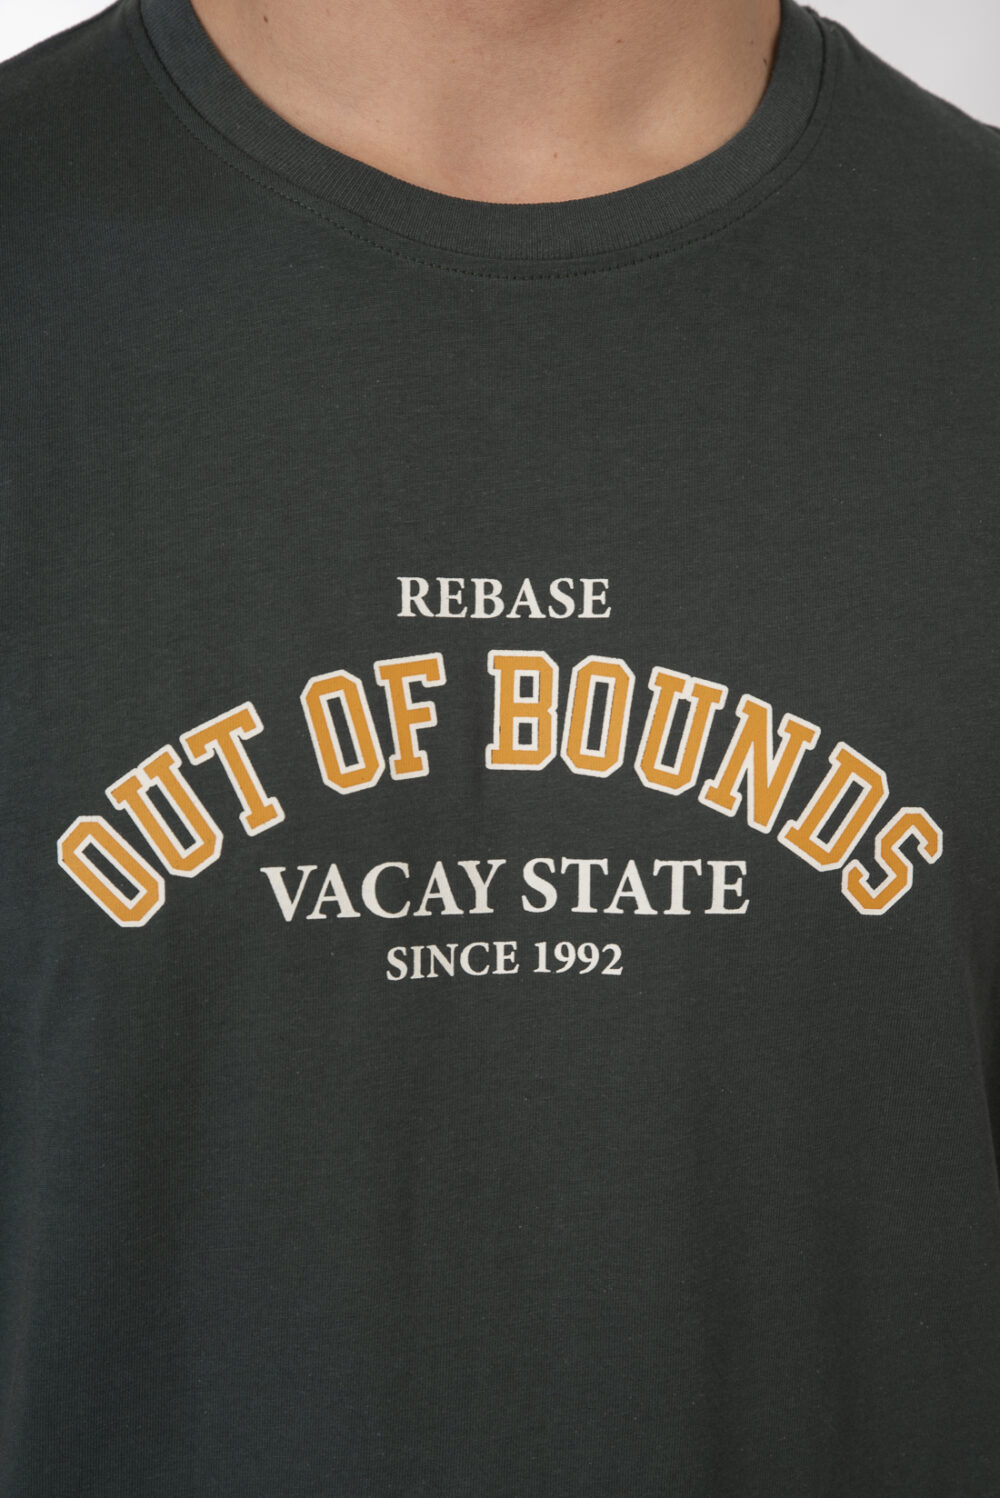 REBASE
OUT OF BOUNDS
VACAY STATE
SINCE 1992